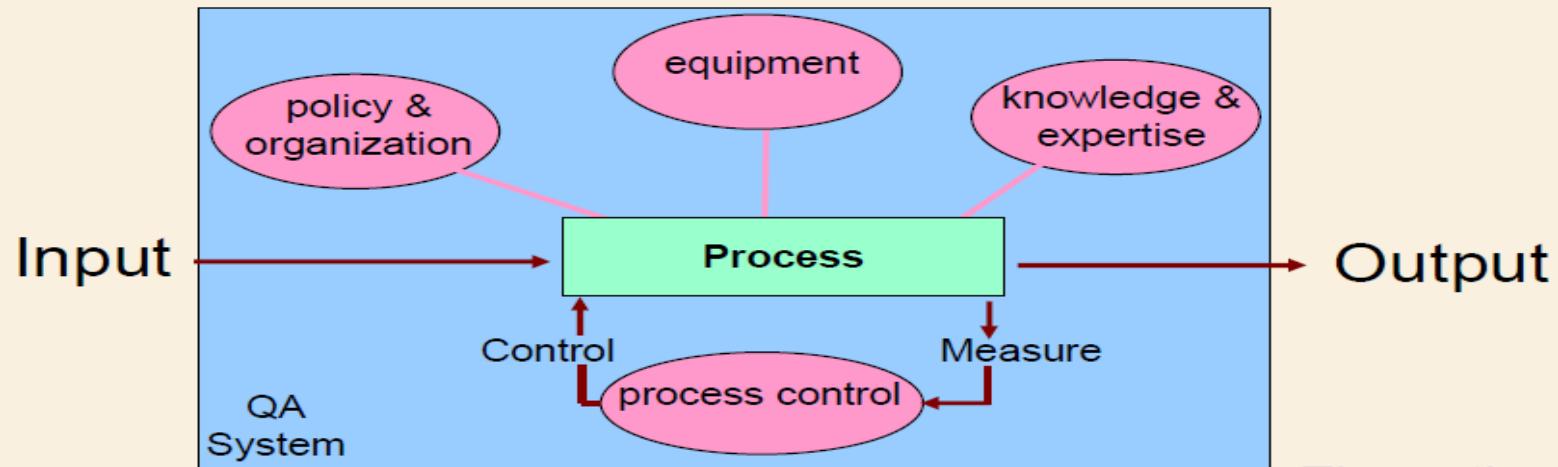 equipment
policy &
organization
knowledge &
expertise
Input
Process
Output
Control
Measure
process control
QA
System